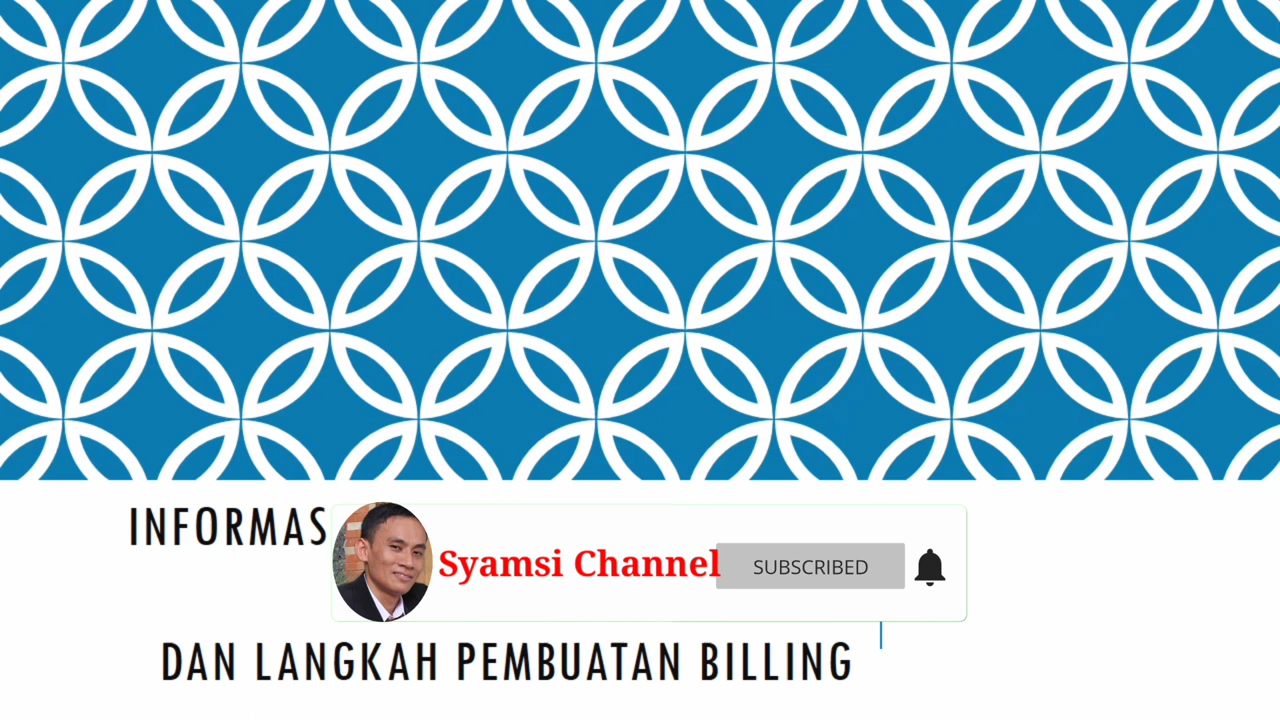 INFORMAS
Syamsi Channel
SUBSCRIBED
DAN LANGKAH PEMBUATAN BILLING